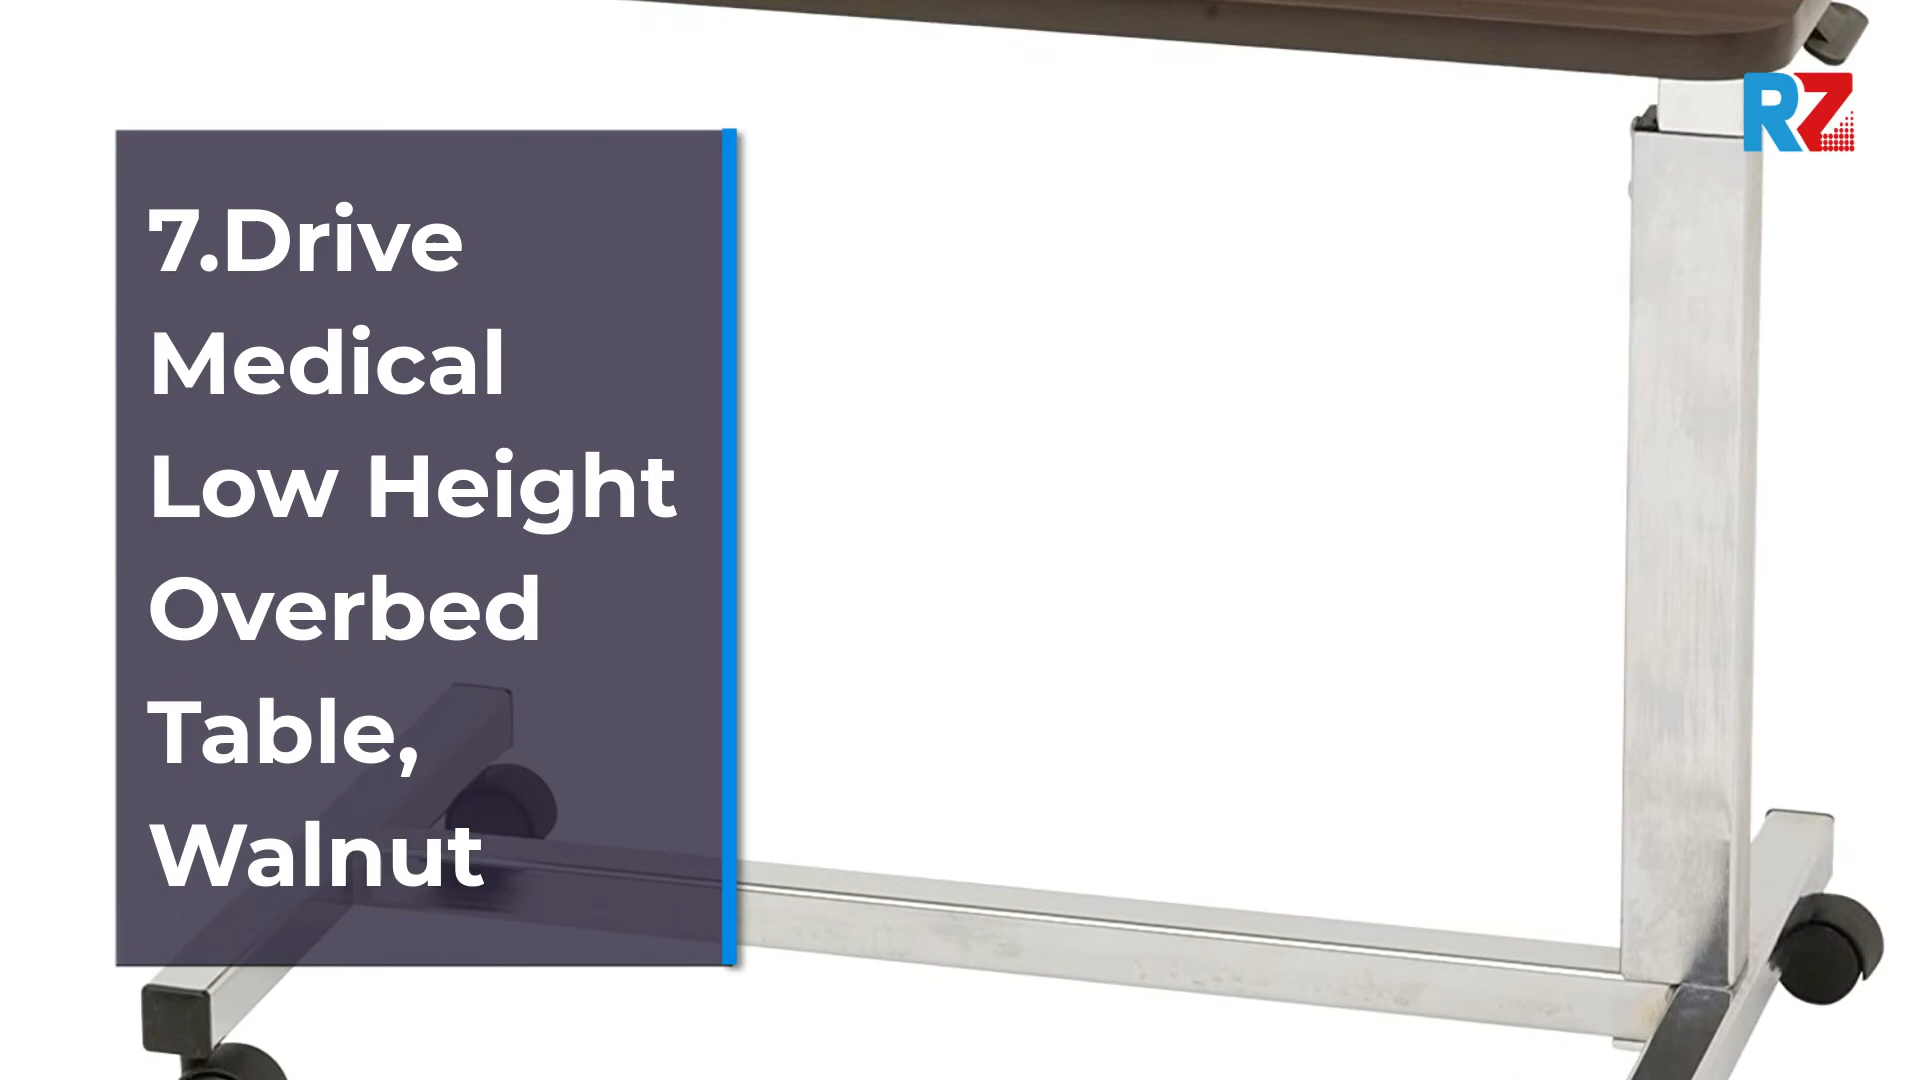 7.Drive
Medical
Low Height
Overbed
Table,
Walnut
RZ